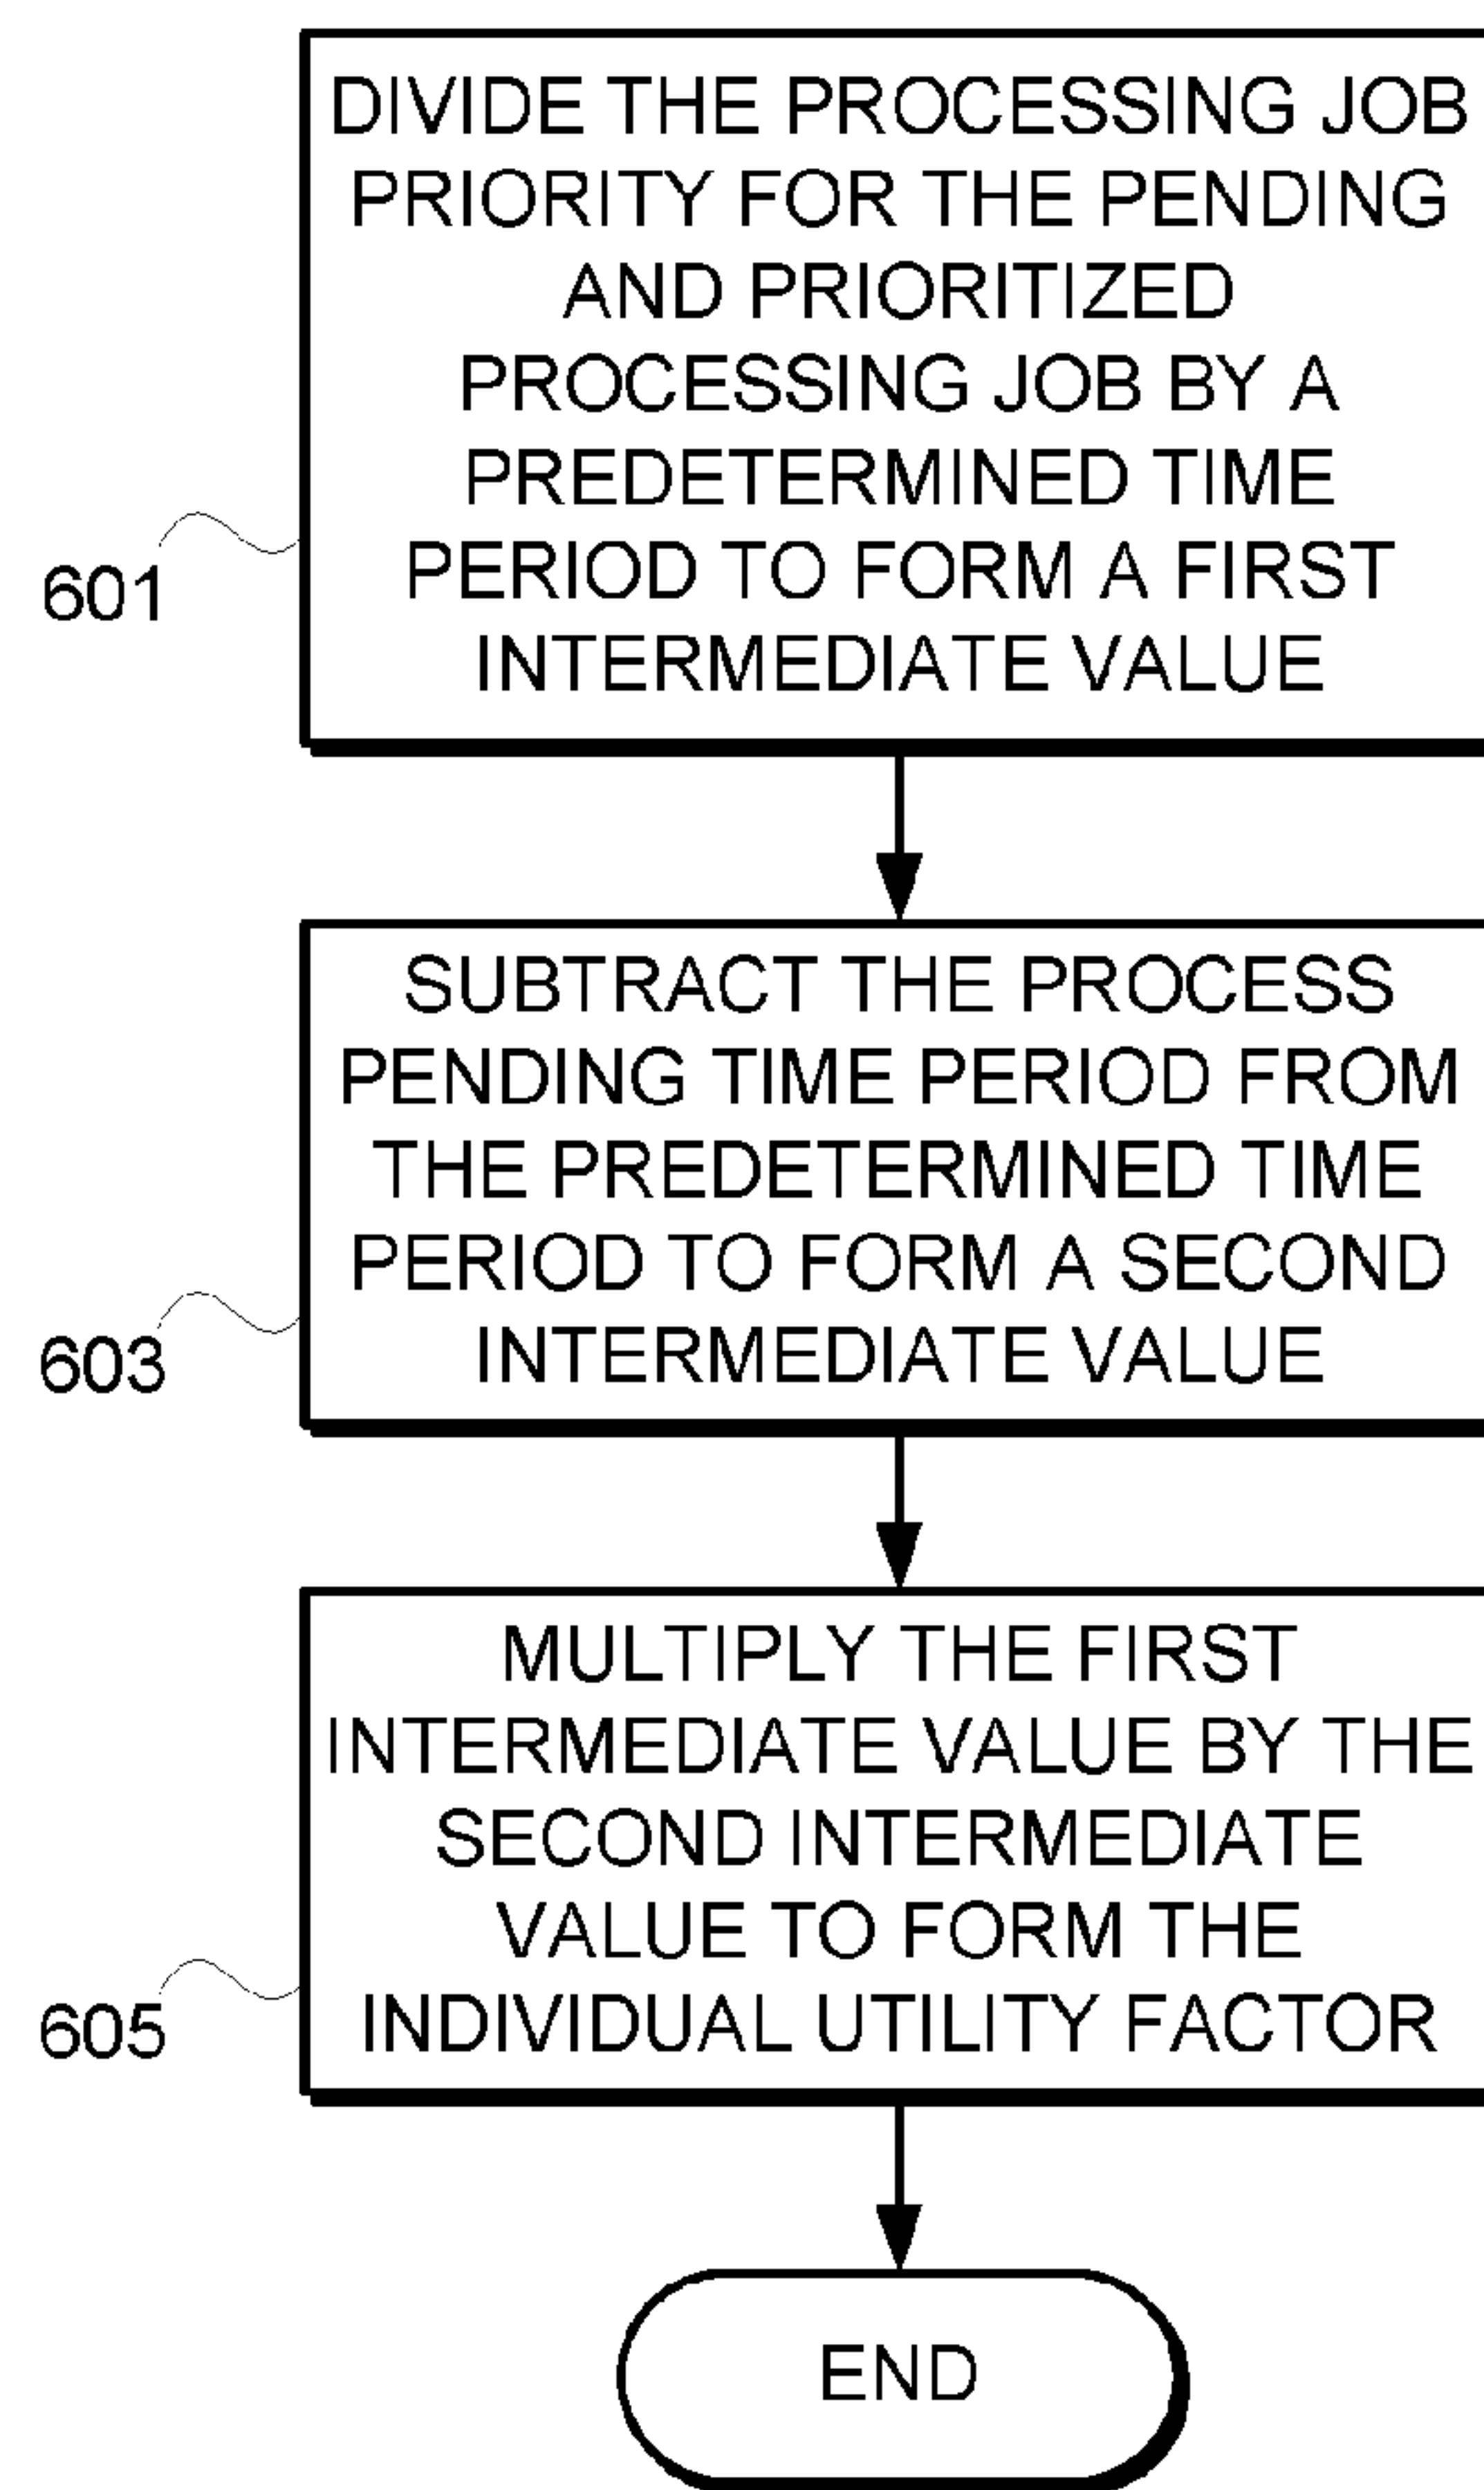 DIVIDE THE PROCESSING JOB
PRIORITY FOR THE PENDING
AND PRIORITIZED
PROCESSING JOB BY A
PREDETERMINED TIME
PERIOD TO FORM A FIRST
INTERMEDIATE VALUE
601
SUBTRACT THE PROCESS
PENDING TIME PERIOD FROM
THE PREDETERMINED TIME
PERIOD TO FORM A SECOND
INTERMEDIATE VALUE
603
MULTIPLY THE FIRST
INTERMEDIATE VALUE BY THE
SECOND INTERMEDIATE
VALUE TO FORM THE
INDIVIDUAL UTILITY FACTOR
605
END